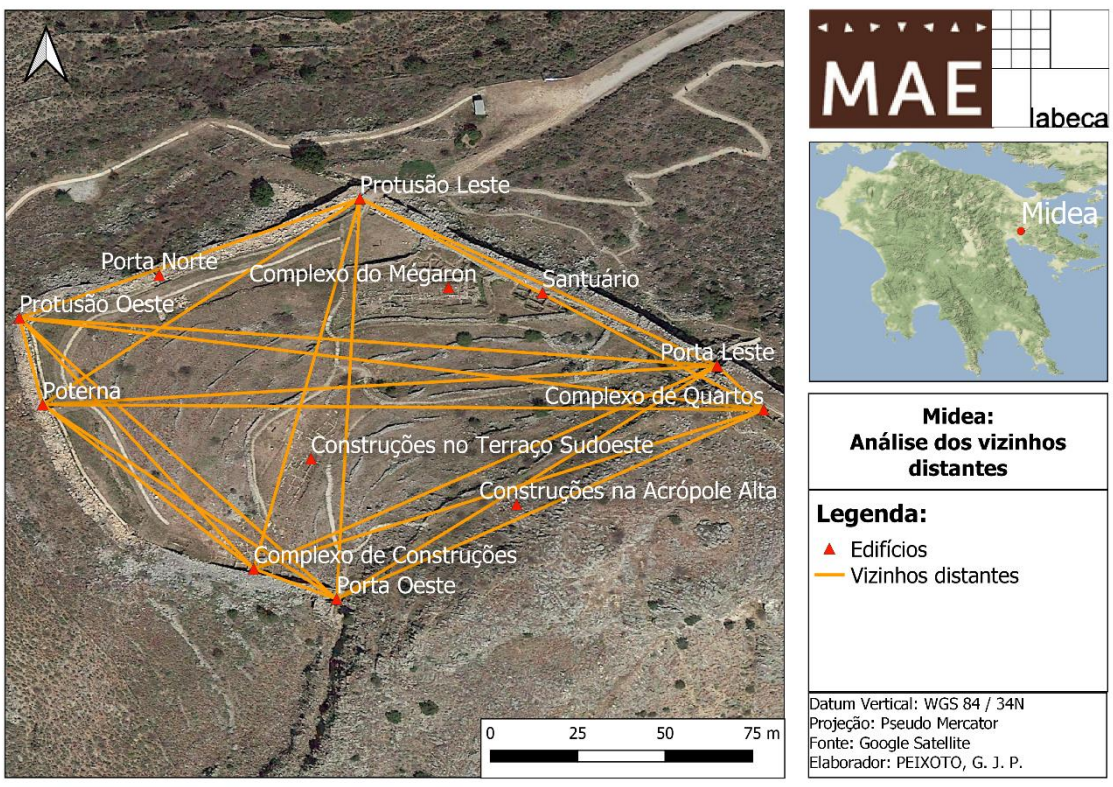 Protusão Leste
Porta Norte
Complexo do Mégaron
Santuário
Protusão Oeste
Porta Leste
Poterna
Complexo de Quartos
Construções no Terraço Sudoeste
Construções na Acrópole Alta
Complexo de Construções
Porta Oeste
0 25 50 75 m
MAE
labeca
Midea
Midea:
Análise dos vizinhos
distantes
Legenda:
Edifícios
Vizinhos distantes
Datum Vertical: WGS 84 / 34N
Projeção: Pseudo Mercator
Fonte: Google Satellite
Elaborador: PEIXOTO, G. J. P.